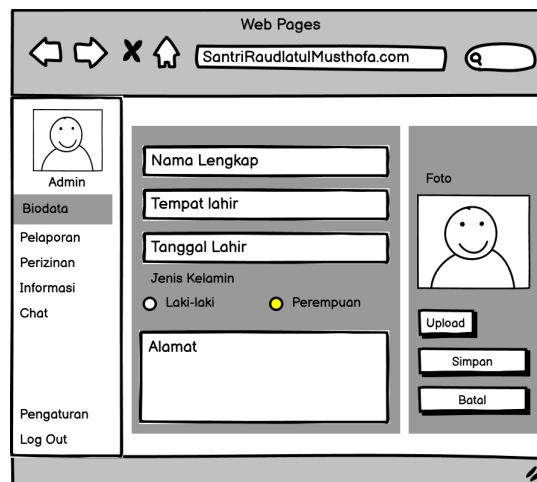 Web Pages
SantriRaudlatulMusthofa.com
Admin
Biodata
Pelaporan
Perizinan
Informasi
Chat
Pengaturan
Log Out
Nama Lengkap
Tempat lahir
Tanggal Lahir
Jenis Kelamin
Laki-laki Perempuan
Alamat
Foto
Upload
Simpan
Batal